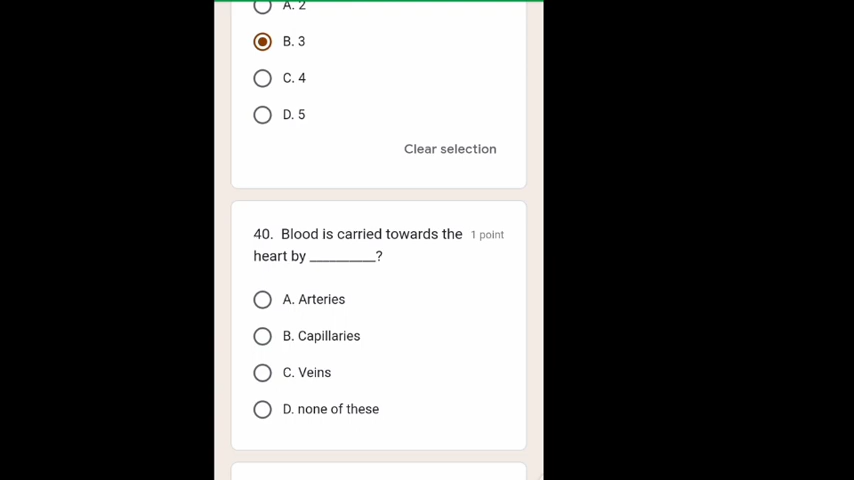 A. 2
B. 3
C. 4
D. 5
Clear selection
40. Blood is carried towards the 1 point
heart by _________?
A. Arteries
B. Capillaries
C. Veins
D. none of these